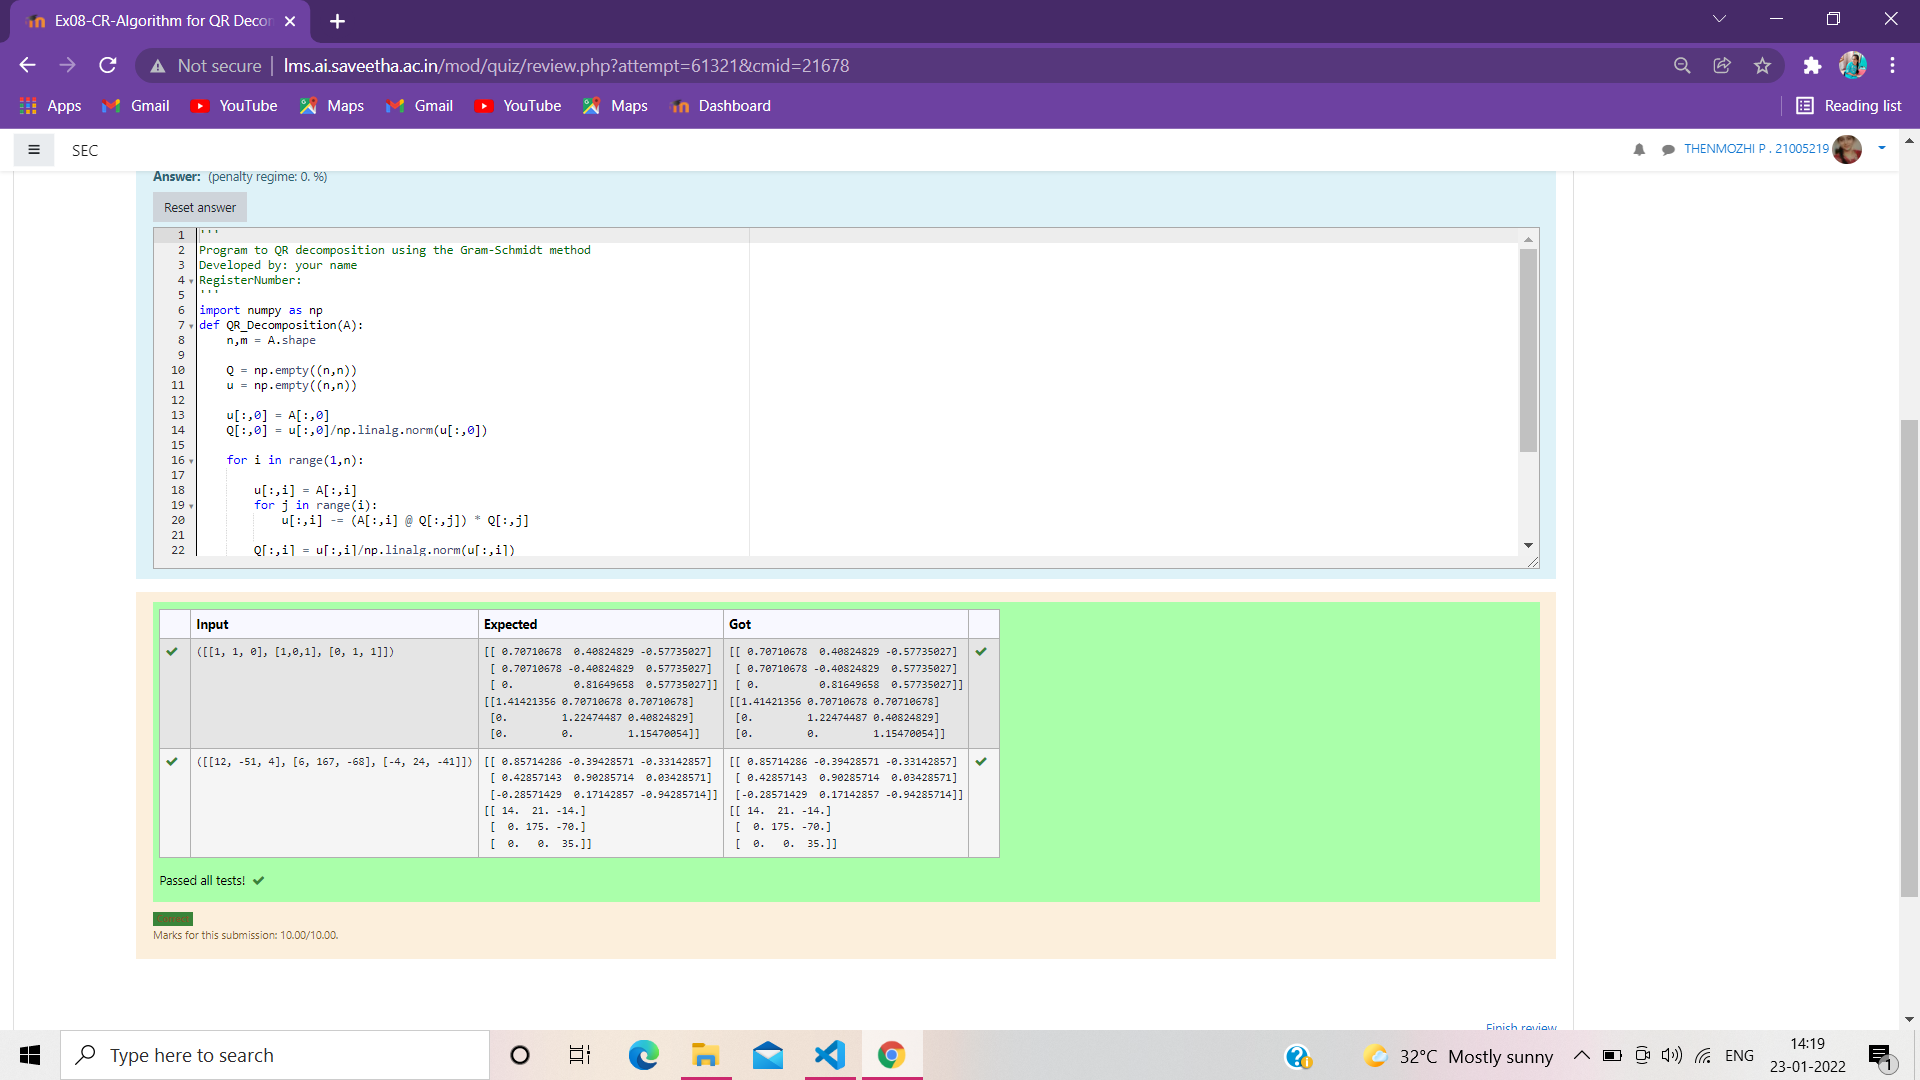 Ex08-CR-Algorithm for QR Decor
Not secure | lms.ai.saveetha.ac.in/mod/quiz/review.php?attempt=61321&cmid=21678
Apps Gmail YouTube Maps Gmail YouTube Maps Dashboard Reading list
SEC THENMOZHI P . 21005219
Answer: (penalty regime: 0. %)
Reset answer
1 '''
2 Program to QR decomposition using the Gram-Schmidt method
3 Developed by: your name
4 RegisterNumber:
5 '''
6 import numpy as np
7 def QR_Decomposition(A):
8 n,m = A.shape
9
10 Q = np.empty((n,n))
11 u = np.empty((n,n))
12
13 u[:,0] = A[:,0]
14 Q[:,0] = u[:,0]/np.linalg.norm(u[:,0])
15
16 for i in range(1,n):
17
18 u[:,i] = A[:,i]
19 for j in range(i):
20 u[:,i] -= (A[:,i] @ Q[:,j]) * Q[:,j]
21
22 Q[:,i] = u[:,i]/np.linalg.norm(u[:,i])
Input Expected Got
([[1, 1, 0], [1,0,1], [0, 1, 1]]) [[ 0.70710678 0.40824829 -0.57735027] [[ 0.70710678 0.40824829 -0.57735027]
[ 0.70710678 -0.40824829 0.57735027] [ 0.70710678 -0.40824829 0.57735027]
[ 0. 0.81649658 0.57735027]] [ 0. 0.81649658 0.57735027]]
[[1.41421356 0.70710678 0.70710678] [[1.41421356 0.70710678 0.70710678]
[0. 1.22474487 0.40824829] [0. 1.22474487 0.40824829]
[0. 0. 1.15470054]] [0. 0. 1.15470054]]
([[12, -51, 4], [6, 167, -68], [-4, 24, -41]]) [[ 0.85714286 -0.39428571 -0.33142857] [[ 0.85714286 -0.39428571 -0.33142857]
[ 0.42857143 0.90285714 0.03428571] [ 0.42857143 0.90285714 0.03428571]
[-0.28571429 0.17142857 -0.94285714]] [-0.28571429 0.17142857 -0.94285714]]
[[ 14. 21. -14.] [[ 14. 21. -14.]
[ 0. 175. -70.] [ 0. 175. -70.]
[ 0. 0. 35.]] [ 0. 0. 35.]]
Passed all tests!
Marks for this submission: 10.00/10.00.
Finish review
Type here to search
32°C Mostly sunny
ENG
14:19
23-01-2022
1